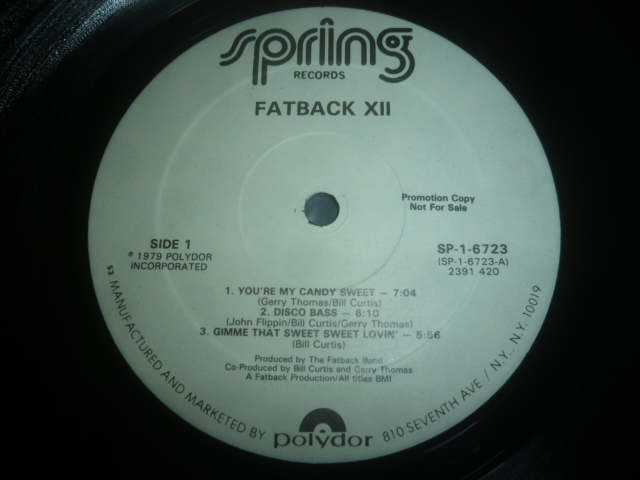 spring
RECORDS
FATBACK XII
Promotion Copy
Not For Sale
SIDE 1
℗ 1979 POLYDOR
INCORPORATED
SP-1-6723
(SP-1-6723-A)
2391 420
1. YOU'RE MY CANDY SWEET — 7:04
(Gerry Thomas/Bill Curtis)
2. DISCO BASS — 6:10
(John Flippin/Bill Curtis/Gerry Thomas)
3. GIMME THAT SWEET SWEET LOVIN' — 5:56
(Bill Curtis)
Produced by The Fatback Band
Co-Produced by Bill Curtis and Gerry Thomas
A Fatback Production/All titles BMI
53 MANUFACTURED AND MARKETED BY polydor 810 SEVENTH AVE / N.Y., N.Y. 10019